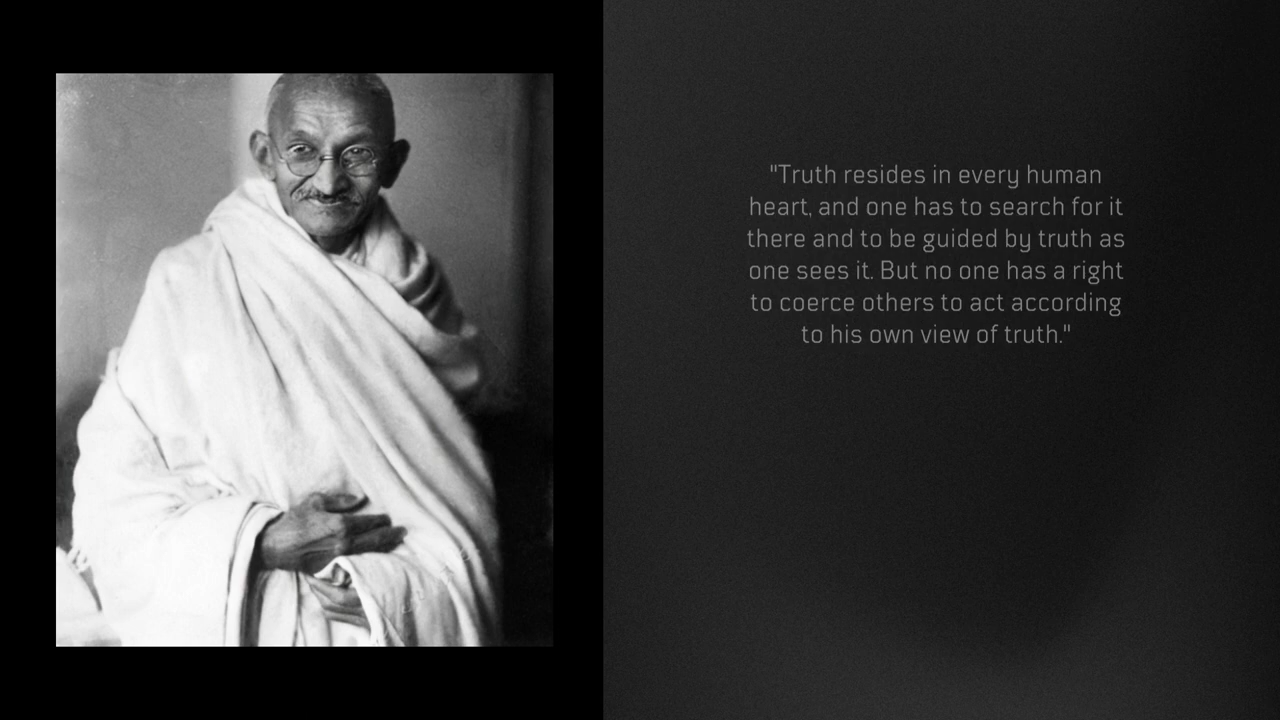 "Truth resides in every human
heart, and one has to search for it
there and to be guided by truth as
one sees it. But no one has a right
to coerce others to act according
to his own view of truth."